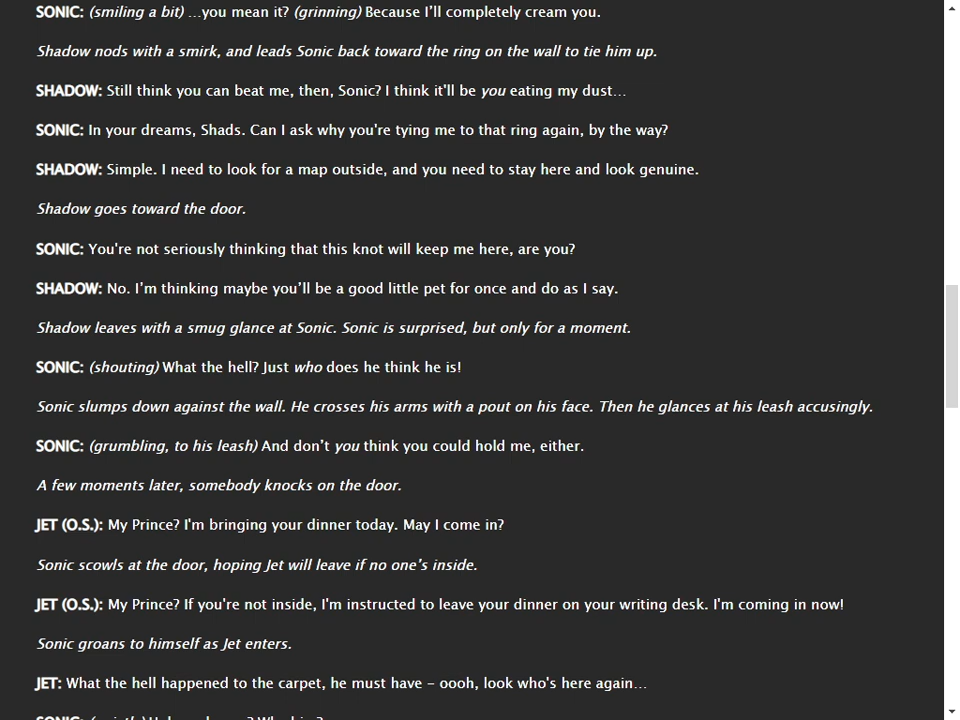 SONIC: (smiling a bit) …you mean it? (grinning) Because I’ll completely cream you.
Shadow nods with a smirk, and leads Sonic back toward the ring on the wall to tie him up.
SHADOW: Still think you can beat me, then, Sonic? I think it'll be you eating my dust…
SONIC: In your dreams, Shads. Can I ask why you're tying me to that ring again, by the way?
SHADOW: Simple. I need to look for a map outside, and you need to stay here and look genuine.
Shadow goes toward the door.
SONIC: You're not seriously thinking that this knot will keep me here, are you?
SHADOW: No. I’m thinking maybe you’ll be a good little pet for once and do as I say.
Shadow leaves with a smug glance at Sonic. Sonic is surprised, but only for a moment.
SONIC: (shouting) What the hell? Just who does he think he is!
Sonic slumps down against the wall. He crosses his arms with a pout on his face. Then he glances at his leash accusingly.
SONIC: (grumbling, to his leash) And don’t you think you could hold me, either.
A few moments later, somebody knocks on the door.
JET (O.S.): My Prince? I'm bringing your dinner today. May I come in?
Sonic scowls at the door, hoping Jet will leave if no one’s inside.
JET (O.S.): My Prince? If you're not inside, I'm instructed to leave your dinner on your writing desk. I'm coming in now!
Sonic groans to himself as Jet enters.
JET: What the hell happened to the carpet, he must have – oooh, look who's here again…